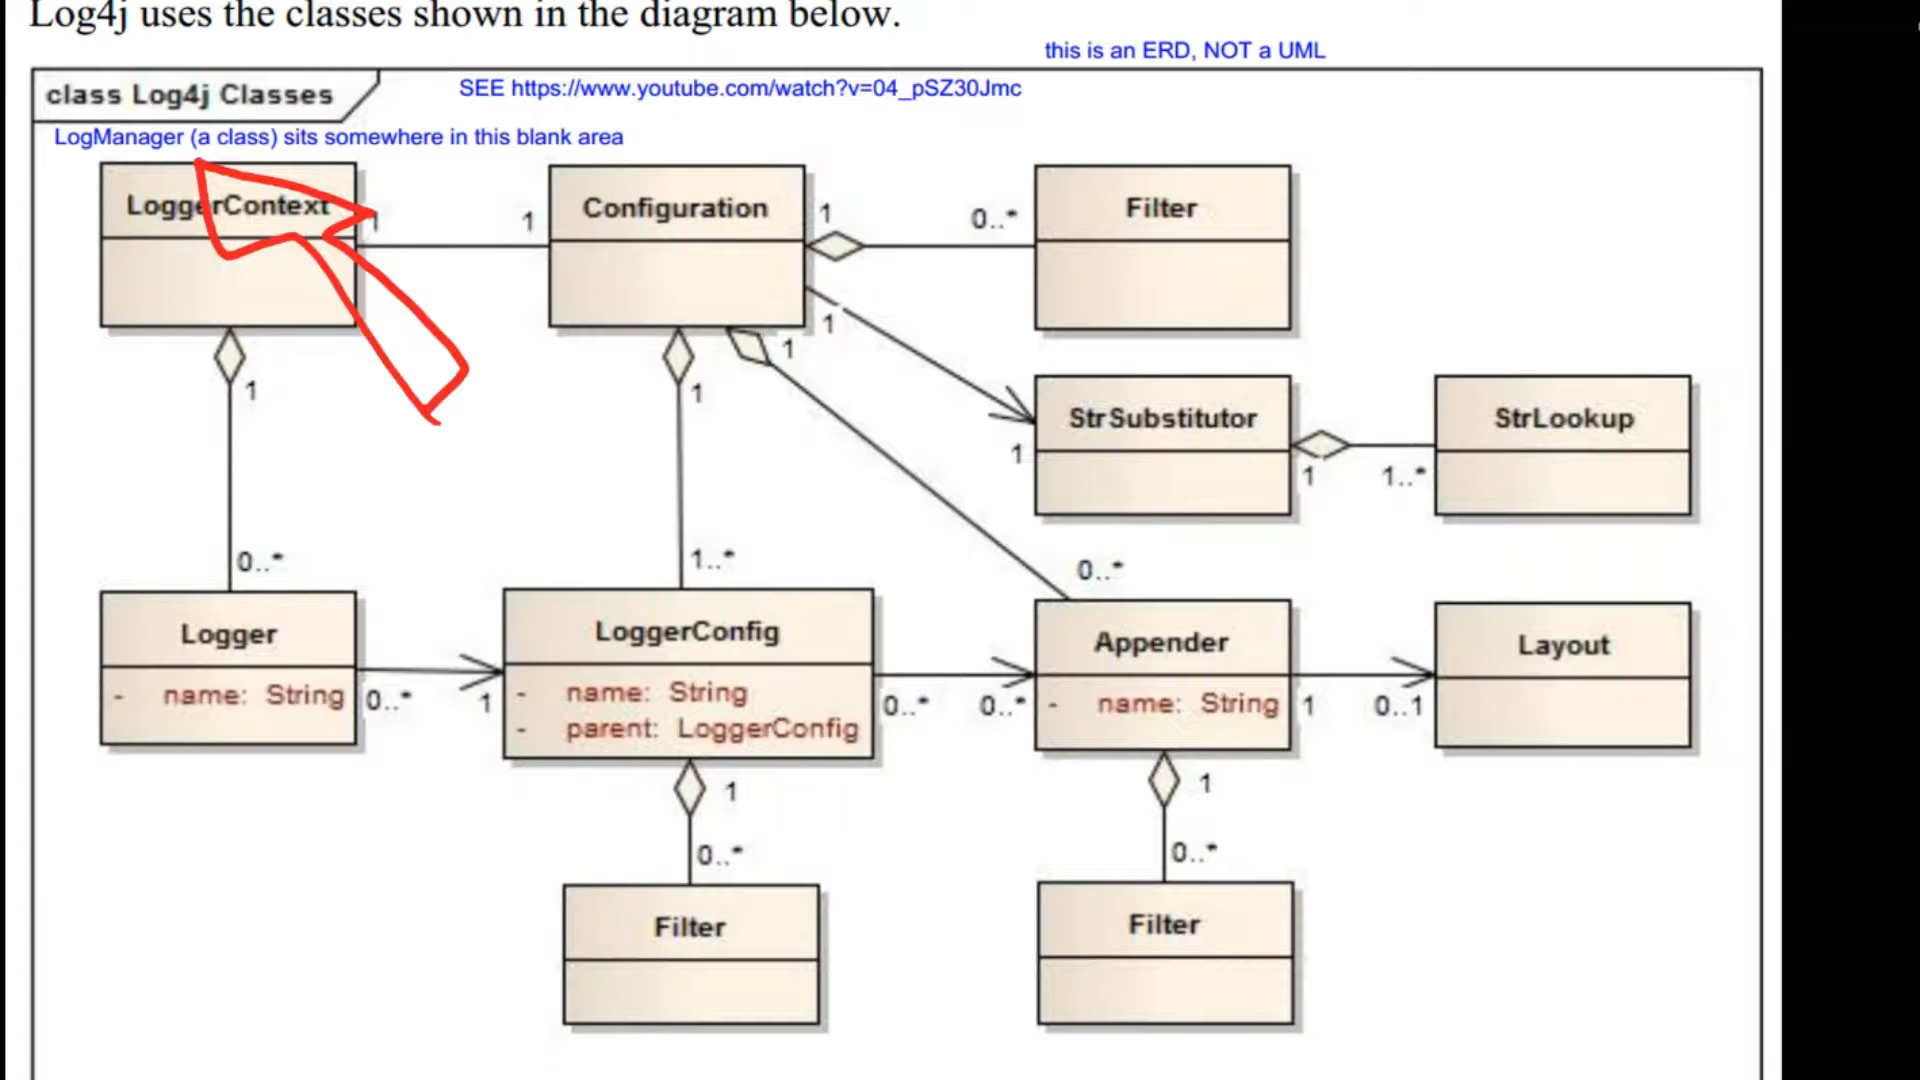 Log4j uses the classes shown in the diagram below.
this is an ERD, NOT a UML
class Log4j Classes
SEE https://www.youtube.com/watch?v=04_pSZ30Jmc
LogManager (a class) sits somewhere in this blank area
LoggerContext
1
1
Configuration
1
0..*
Filter
1
1
1
1
1
StrSubstitutor
1
1..*
StrLookup
0..*
1..*
0..*
Logger
- name: String
0..*
1
LoggerConfig
- name: String
- parent: LoggerConfig
0..*
0..*
Appender
- name: String
1
0..1
Layout
1
0..*
Filter
1
0..*
Filter